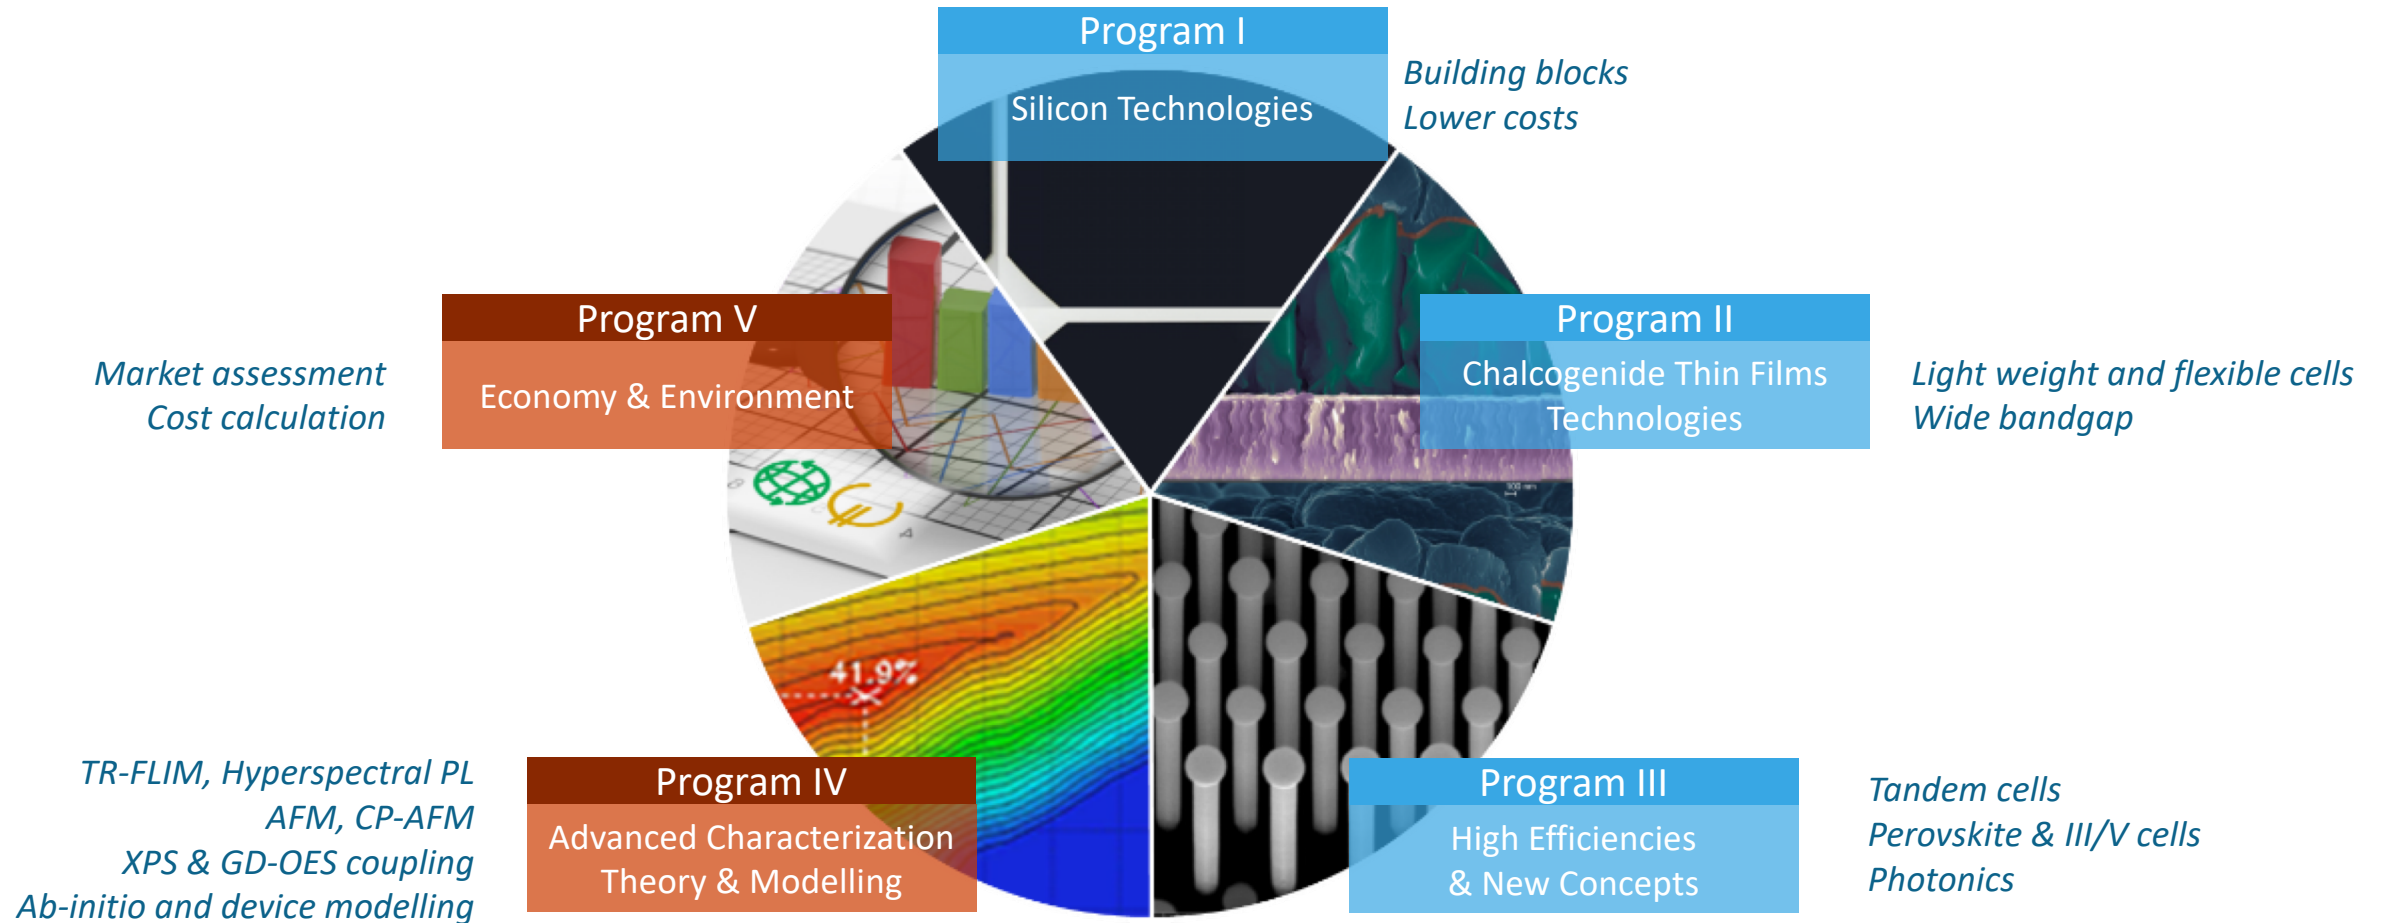 Program I
Silicon Technologies
Building blocks
Lower costs
Program II
Chalcogenide Thin Films
Technologies
Light weight and flexible cells
Wide bandgap
100 nm
Program III
High Efficiencies
& New Concepts
Tandem cells
Perovskite & III/V cells
Photonics
Program IV
Advanced Characterization
Theory & Modelling
41.9%
TR-FLIM, Hyperspectral PL
AFM, CP-AFM
XPS & GD-OES coupling
Ab-initio and device modelling
Program V
Economy & Environment
Market assessment
Cost calculation